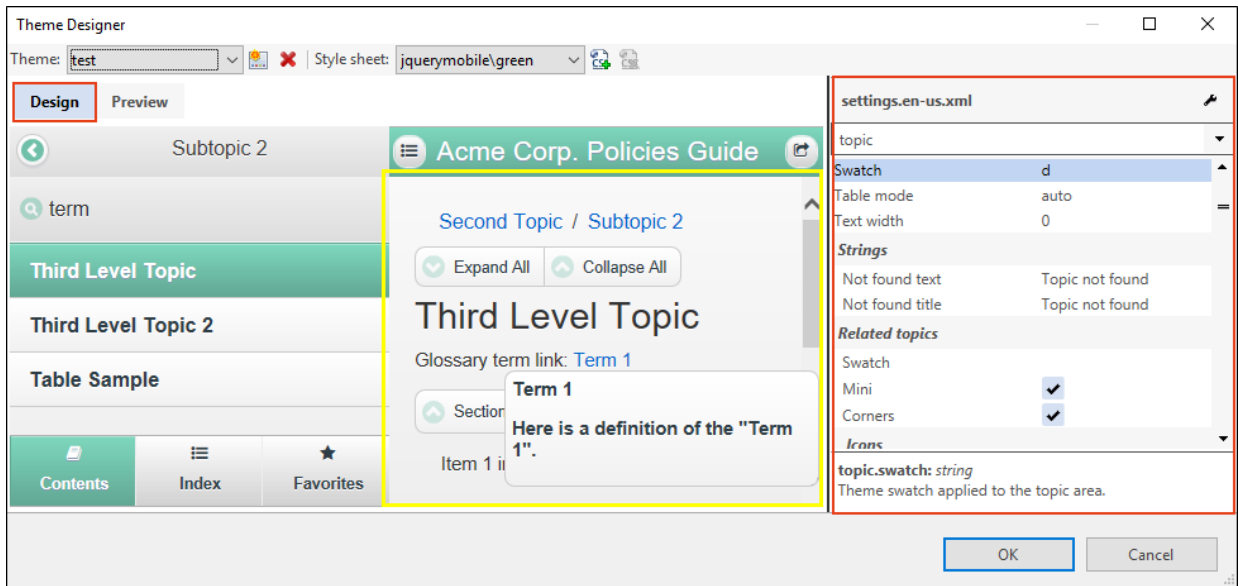 Theme Designer
Theme: test Style sheet: jquerymobile\green
Design Preview
Subtopic 2
term
Third Level Topic
Third Level Topic 2
Table Sample
Contents Index Favorites
Acme Corp. Policies Guide
Second Topic / Subtopic 2
Expand All Collapse All
Third Level Topic
Glossary term link: Term 1
Section
Term 1
Here is a definition of the "Term
1".
Item 1 i
settings.en-us.xml
topic
Swatch d
Table mode auto
Text width 0
Strings
Not found text Topic not found
Not found title Topic not found
Related topics
Swatch
Mini
Corners
Icons
topic.swatch: string
Theme swatch applied to the topic area.
OK Cancel